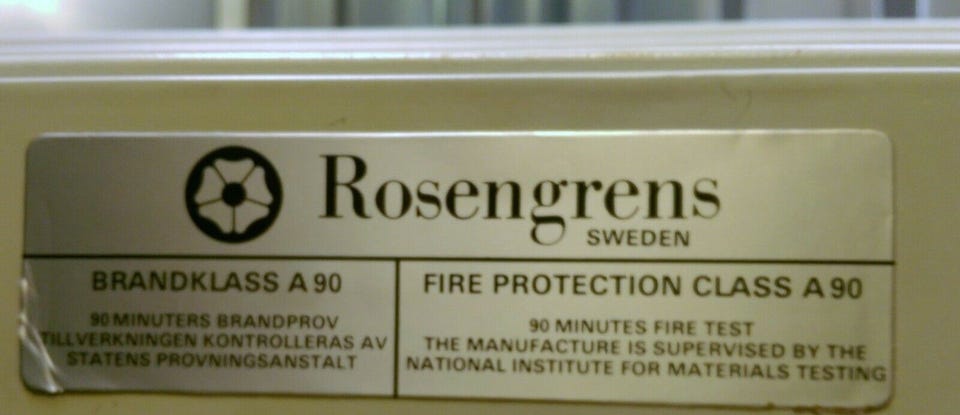 Rosengrens
SWEDEN
BRANDKLASS A 90
90 MINUTERS BRANDPROV
TILLVERKNINGEN KONTROLLERAS AV
STATENS PROVNINGSANSTALT
FIRE PROTECTION CLASS A 90
90 MINUTES FIRE TEST
THE MANUFACTURE IS SUPERVISED BY THE
NATIONAL INSTITUTE FOR MATERIALS TESTING